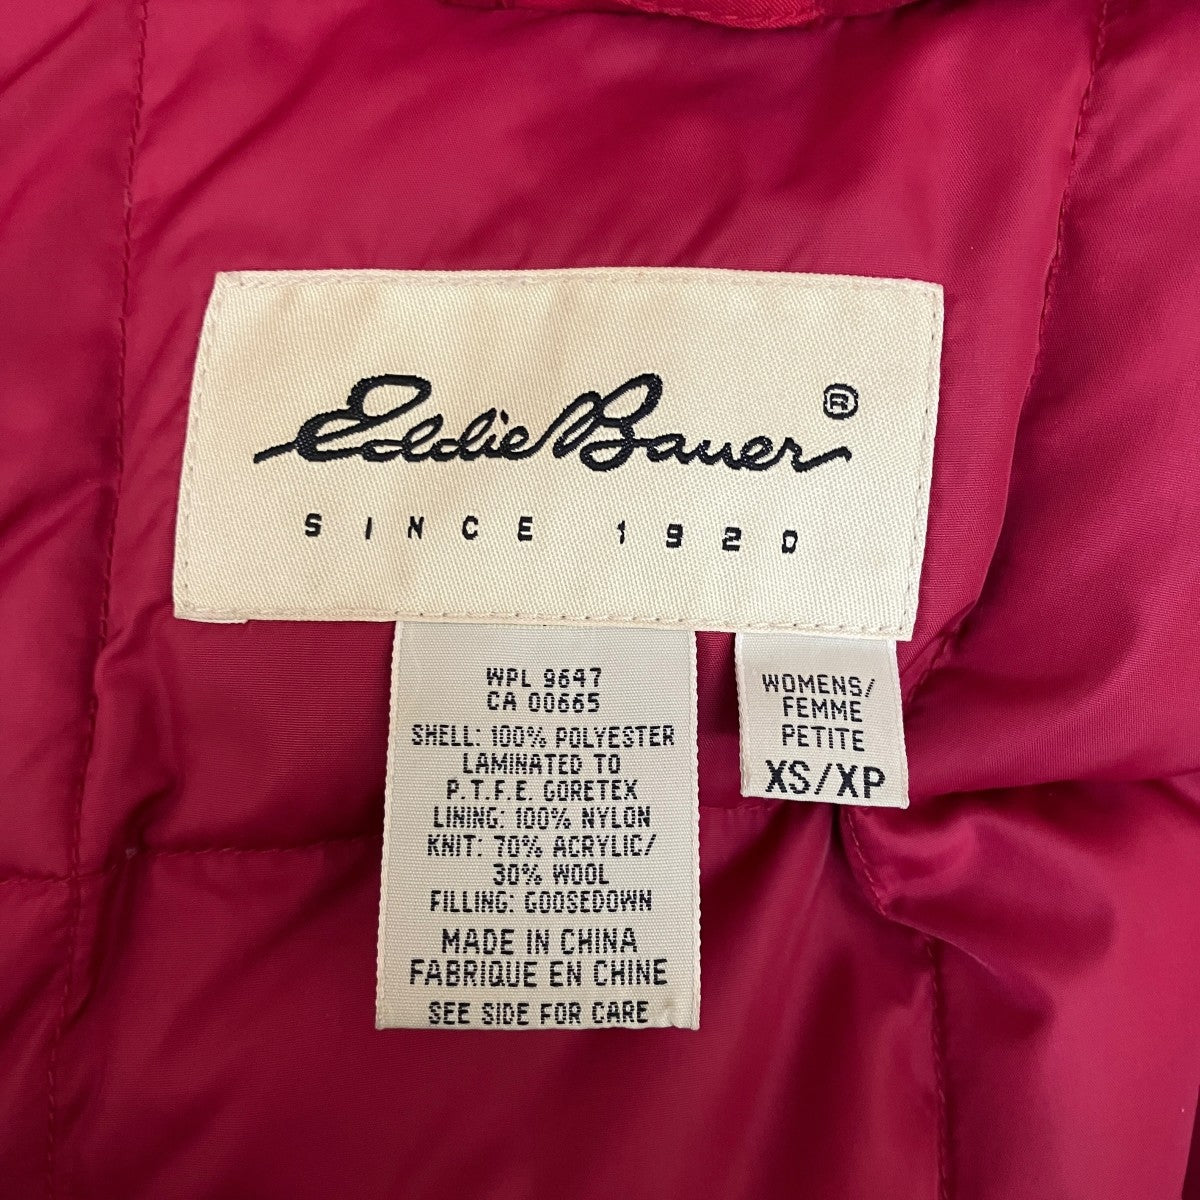 Eddie Bauer ®
SINCE 1920
WPL 9647
CA 00665
SHELL: 100% POLYESTER
LAMINATED TO
P.T.F.E. GORETEX
LINING: 100% NYLON
KNIT: 70% ACRYLIC/
30% WOOL
FILLING: GOOSEDOWN
MADE IN CHINA
FABRIQUE EN CHINE
SEE SIDE FOR CARE
WOMENS/
FEMME
PETITE
XS/XP